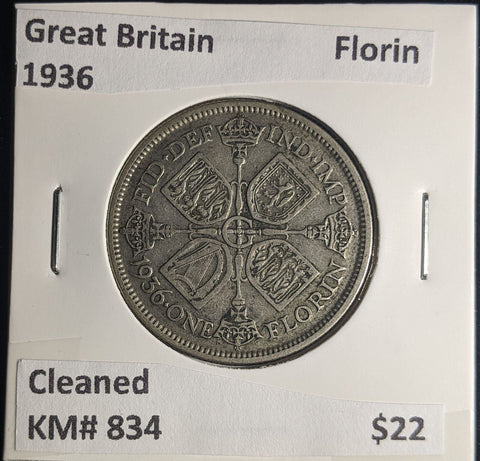 Great Britain Florin
1936
FID·DEF IND·IMP
1936·ONE FLORIN
Cleaned
KM# 834 $22